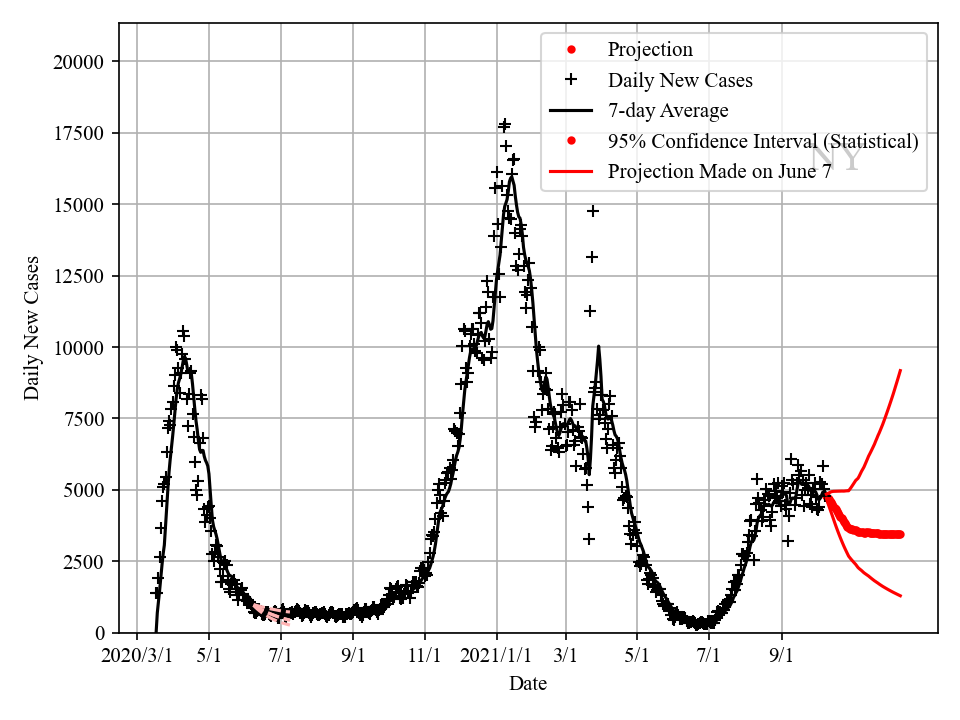 20000
17500
15000
12500
10000
7500
5000
2500
0
Daily New Cases
Projection
Daily New Cases
7-day Average
95% Confidence Interval (Statistical)
Projection Made on June 7
NY
2020/3/1 5/1 7/1 9/1 11/1 2021/1/1 3/1 5/1 7/1 9/1
Date